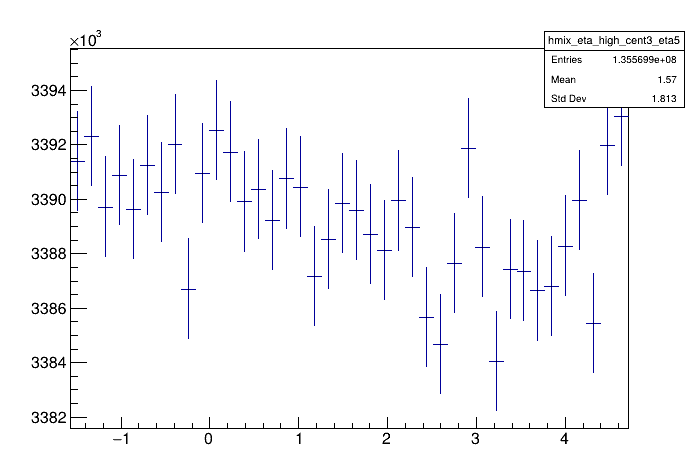 ×10³
hmix_eta_high_cent3_eta5
Entries 1.355699e+08
Mean 1.57
Std Dev 1.813
3394
3392
3390
3388
3386
3384
3382
−1 0 1 2 3 4